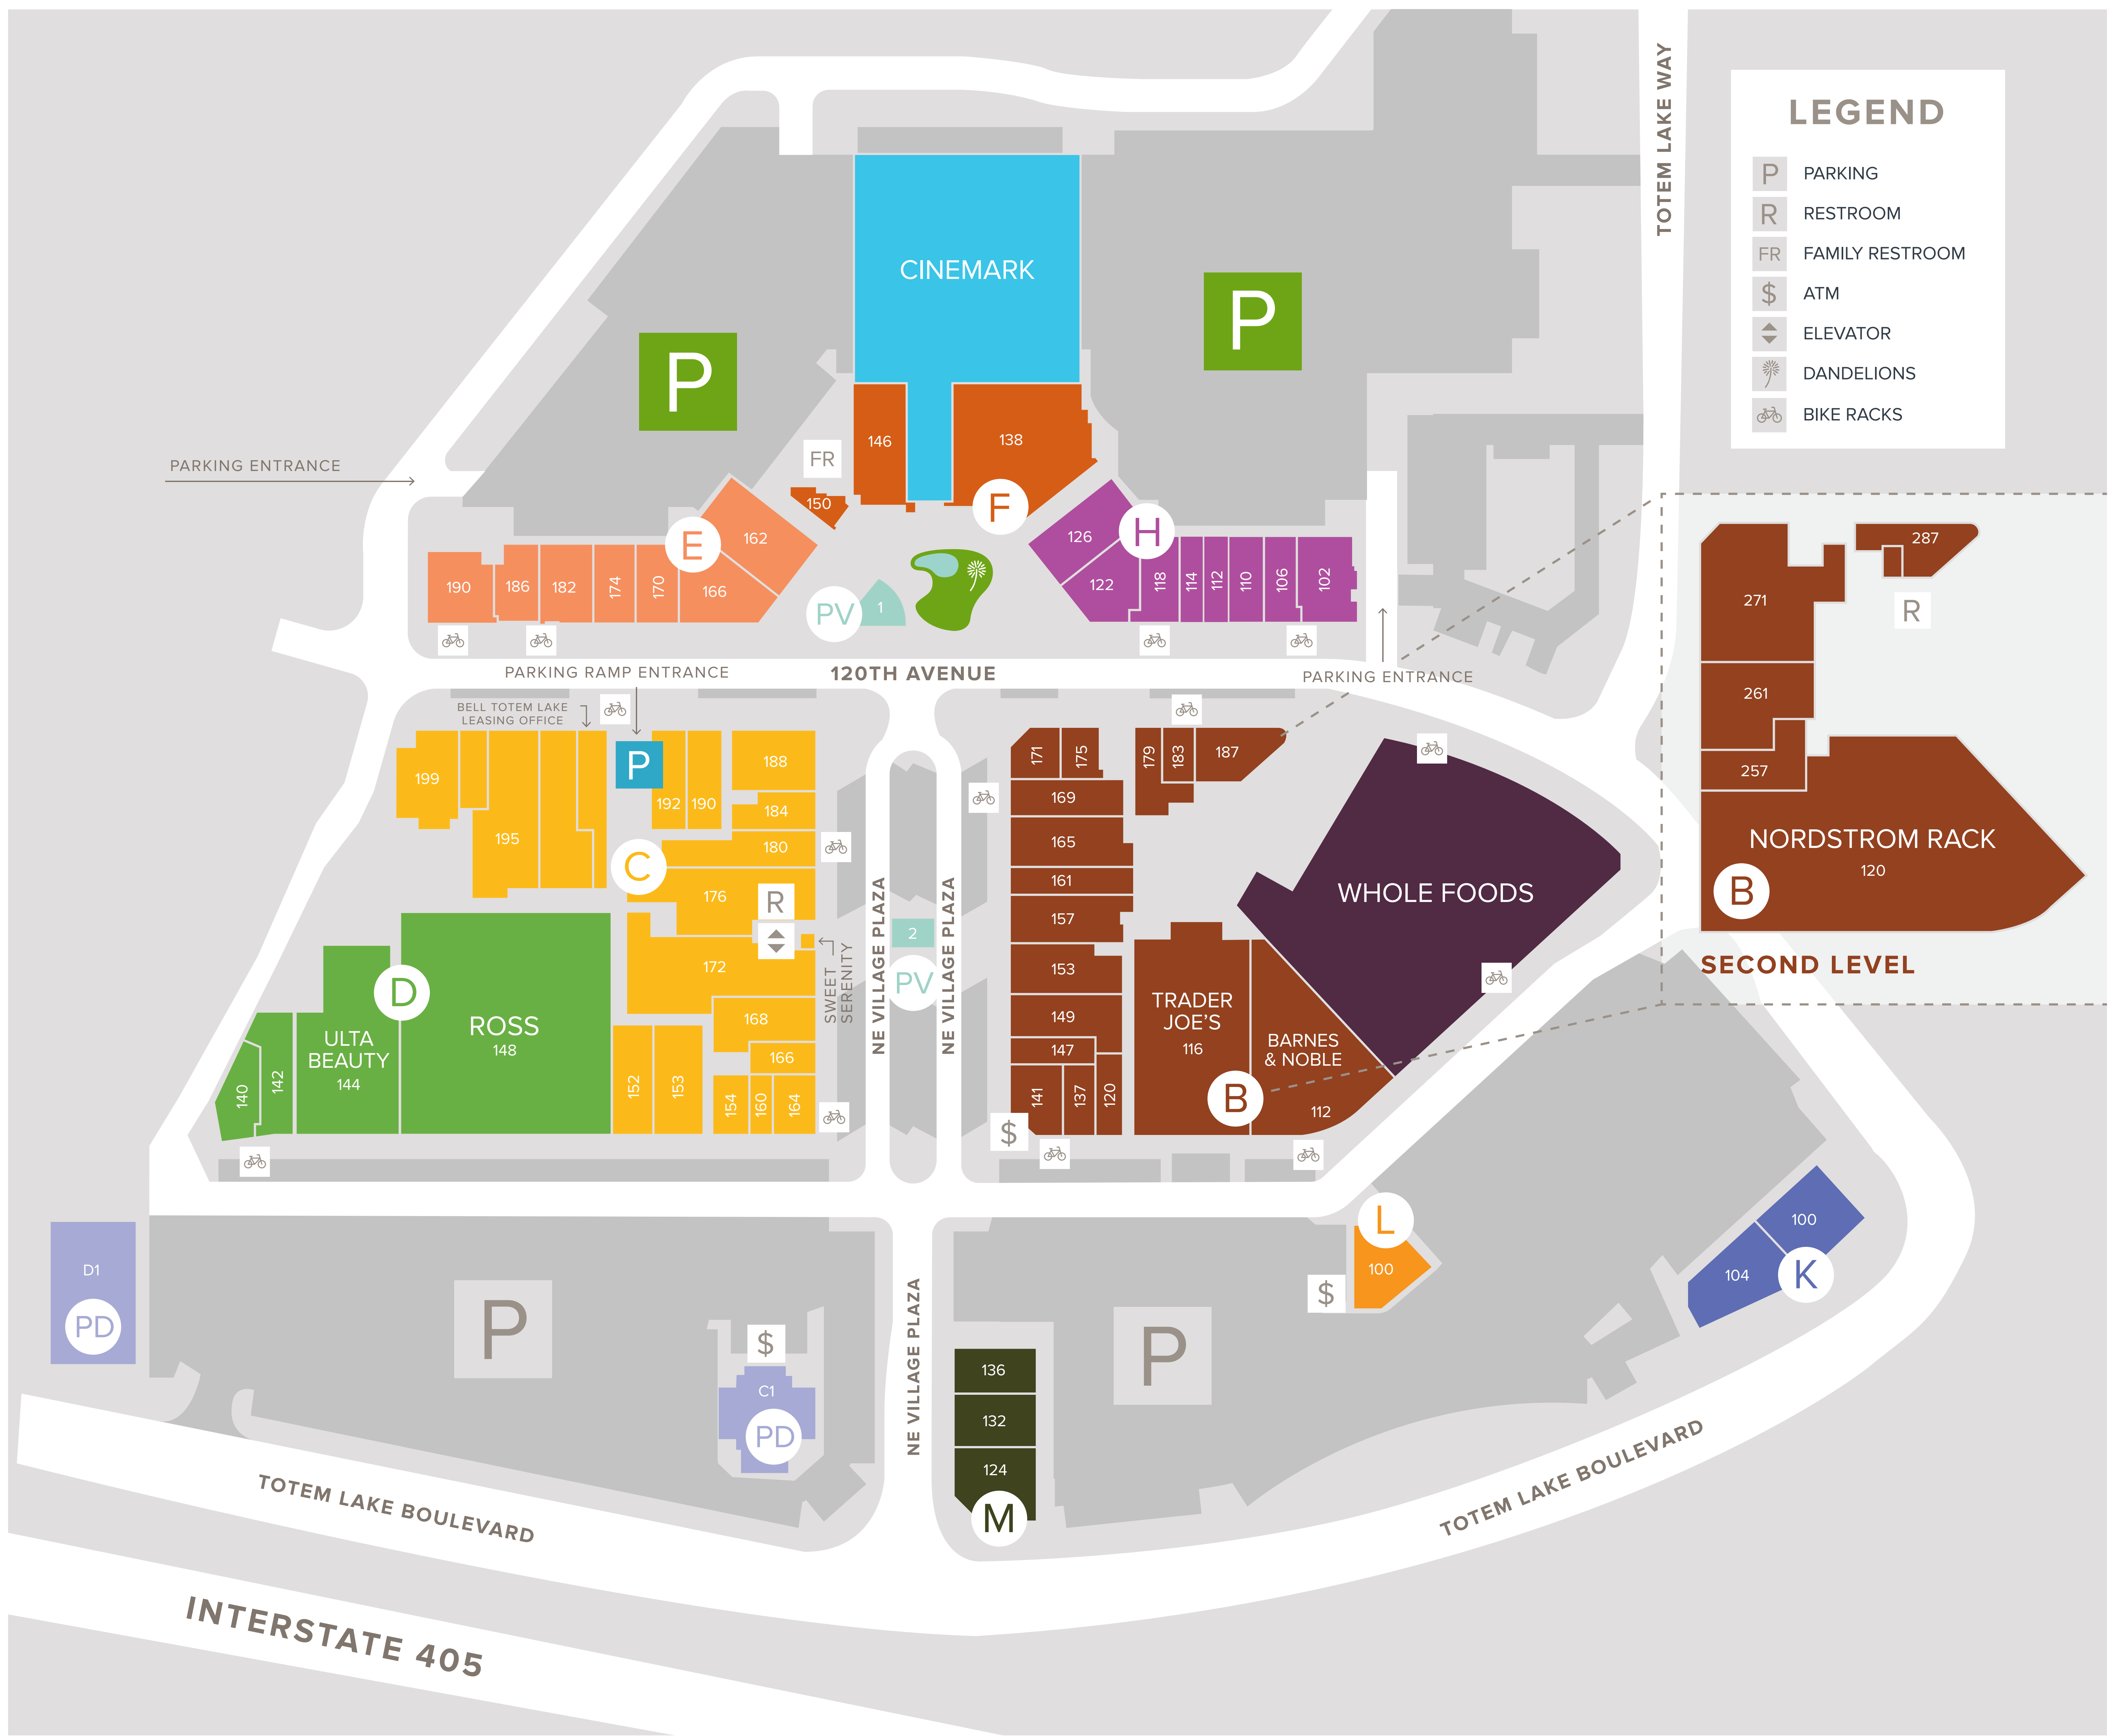 TOTEM LAKE WAY
LEGEND
P PARKING
R RESTROOM
FR FAMILY RESTROOM
$ ATM
ELEVATOR
DANDELIONS
BIKE RACKS
CINEMARK
P
P
146
138
FR
150
F
PARKING ENTRANCE
E
162
190
186
182
174
170
166
PV
1
H
126
122
118
114
112
110
106
102
287
R
271
261
257
NORDSTROM RACK
120
B
SECOND LEVEL
PARKING RAMP ENTRANCE
120TH AVENUE
PARKING ENTRANCE
BELL TOTEM LAKE
LEASING OFFICE
199
195
P
192
190
188
184
180
C
176
R
172
SWEET
SERENITY
168
166
152
153
154
160
164
NE VILLAGE PLAZA
NE VILLAGE PLAZA
2
PV
171
175
179
183
187
169
165
161
157
153
149
147
141
137
120
$
WHOLE FOODS
TRADER
JOE'S
116
BARNES
& NOBLE
112
B
D
ROSS
148
ULTA
BEAUTY
144
140
142
D1
PD
P
$
C1
PD
NE VILLAGE PLAZA
136
132
124
M
P
L
100
$
100
104
K
TOTEM LAKE BOULEVARD
TOTEM LAKE BOULEVARD
INTERSTATE 405